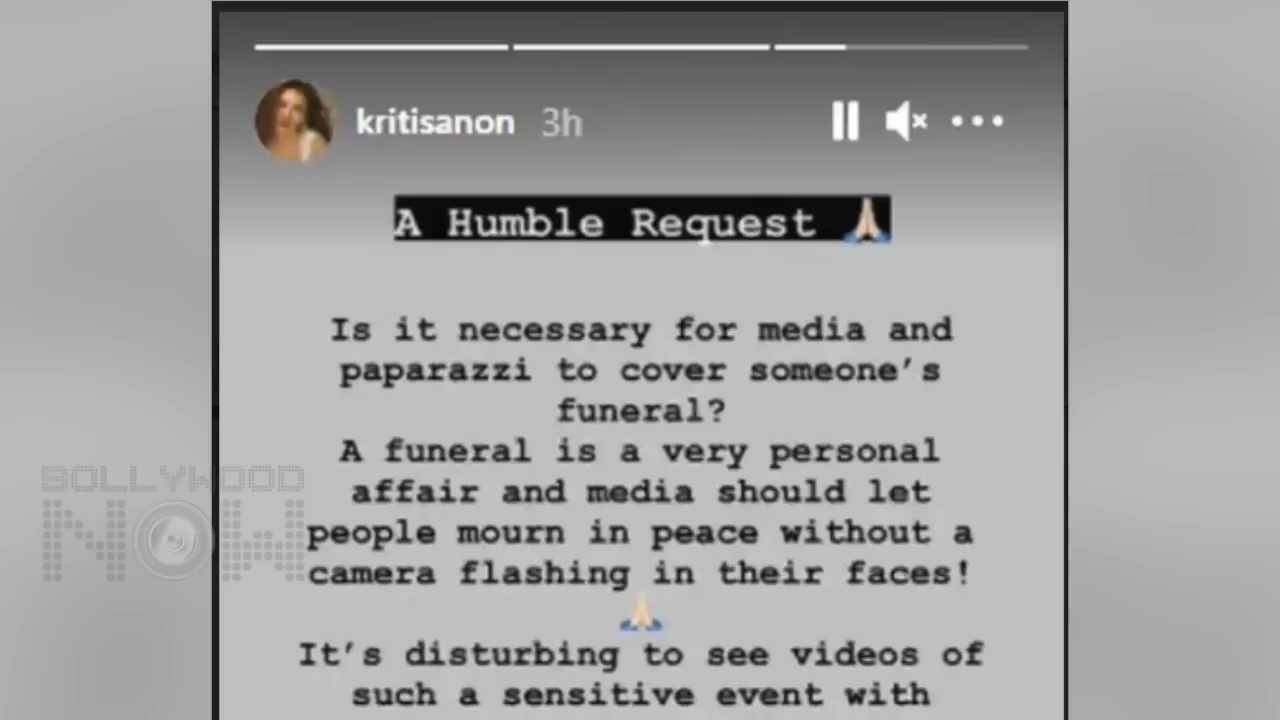 kritisanon 3h
A Humble Request 🙏🏻
Is it necessary for media and
paparazzi to cover someone’s
funeral?
A funeral is a very personal
affair and media should let
people mourn in peace without a
camera flashing in their faces!
🙏🏻
It’s disturbing to see videos of
such a sensitive event with
BOLLYWOOD
NOW